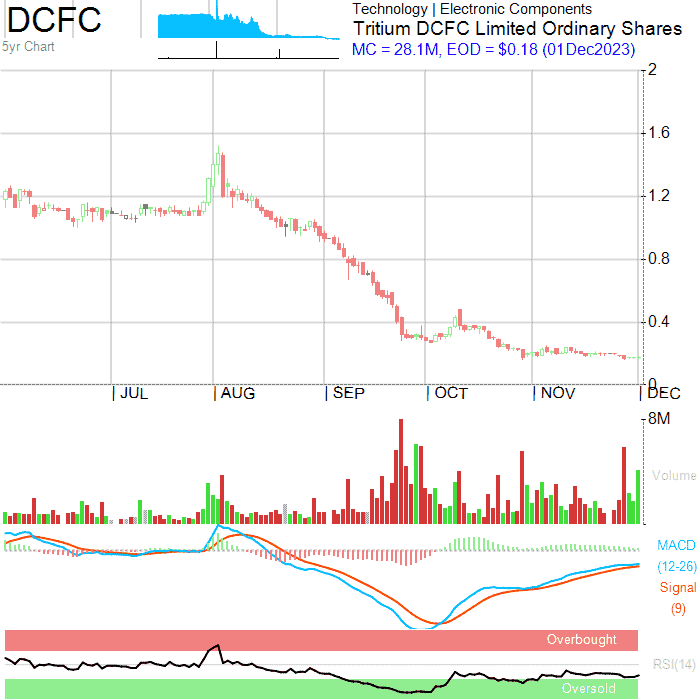 DCFC
5yr Chart
Technology | Electronic Components
Tritium DCFC Limited Ordinary Shares
MC = 28.1M, EOD = $0.18 (01Dec2023)
2
1.6
1.2
0.8
0.4
0
JUL AUG SEP OCT NOV DEC
8M
Volume
MACD
(12-26)
Signal
(9)
Overbought
RSI(14)
Oversold